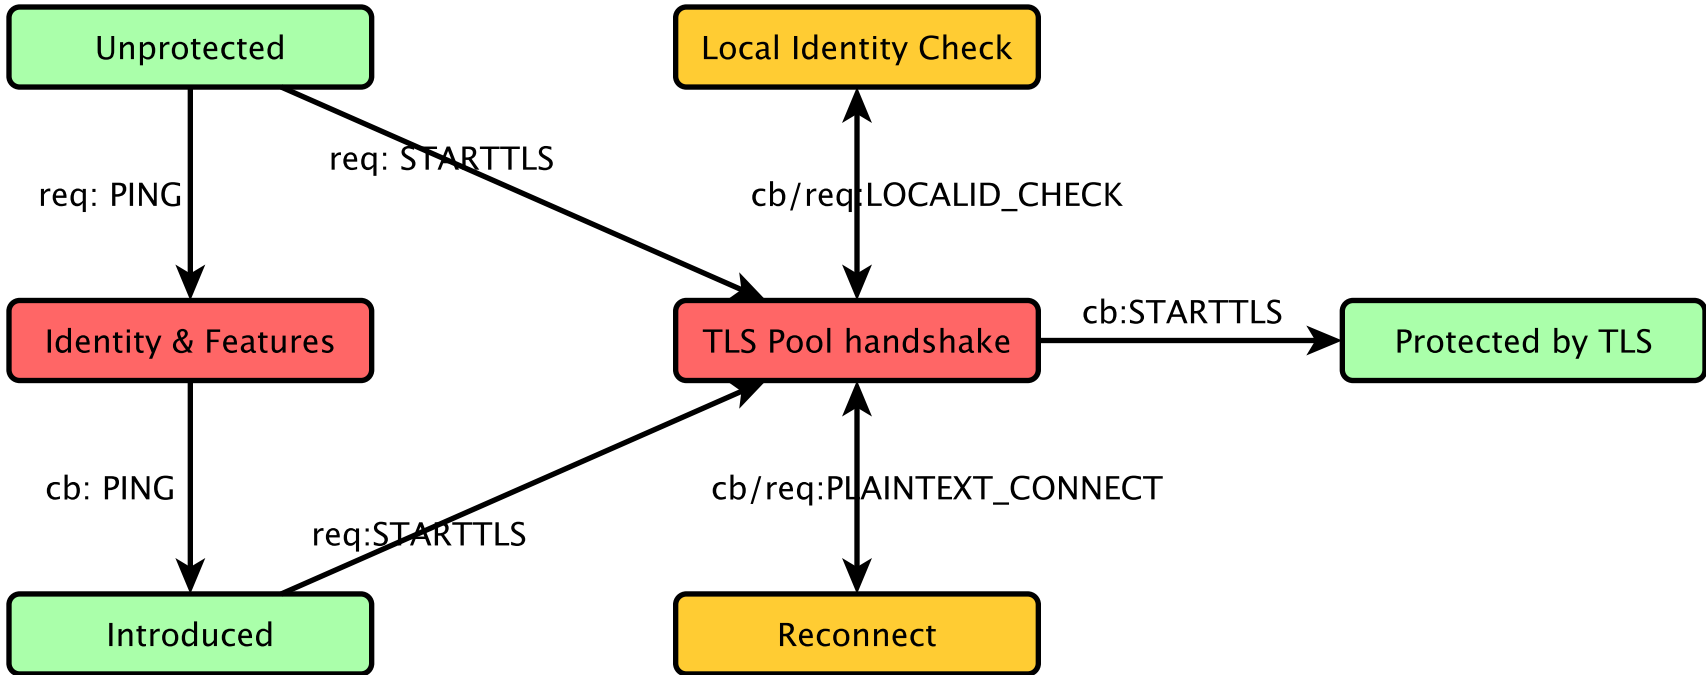 Unprotected
Local Identity Check
req: STARTTLS
req: PING
cb/req:LOCALID_CHECK
cb:STARTTLS
Identity & Features
TLS Pool handshake
Protected by TLS
cb: PING
cb/req:PLAINTEXT_CONNECT
req:STARTTLS
Introduced
Reconnect